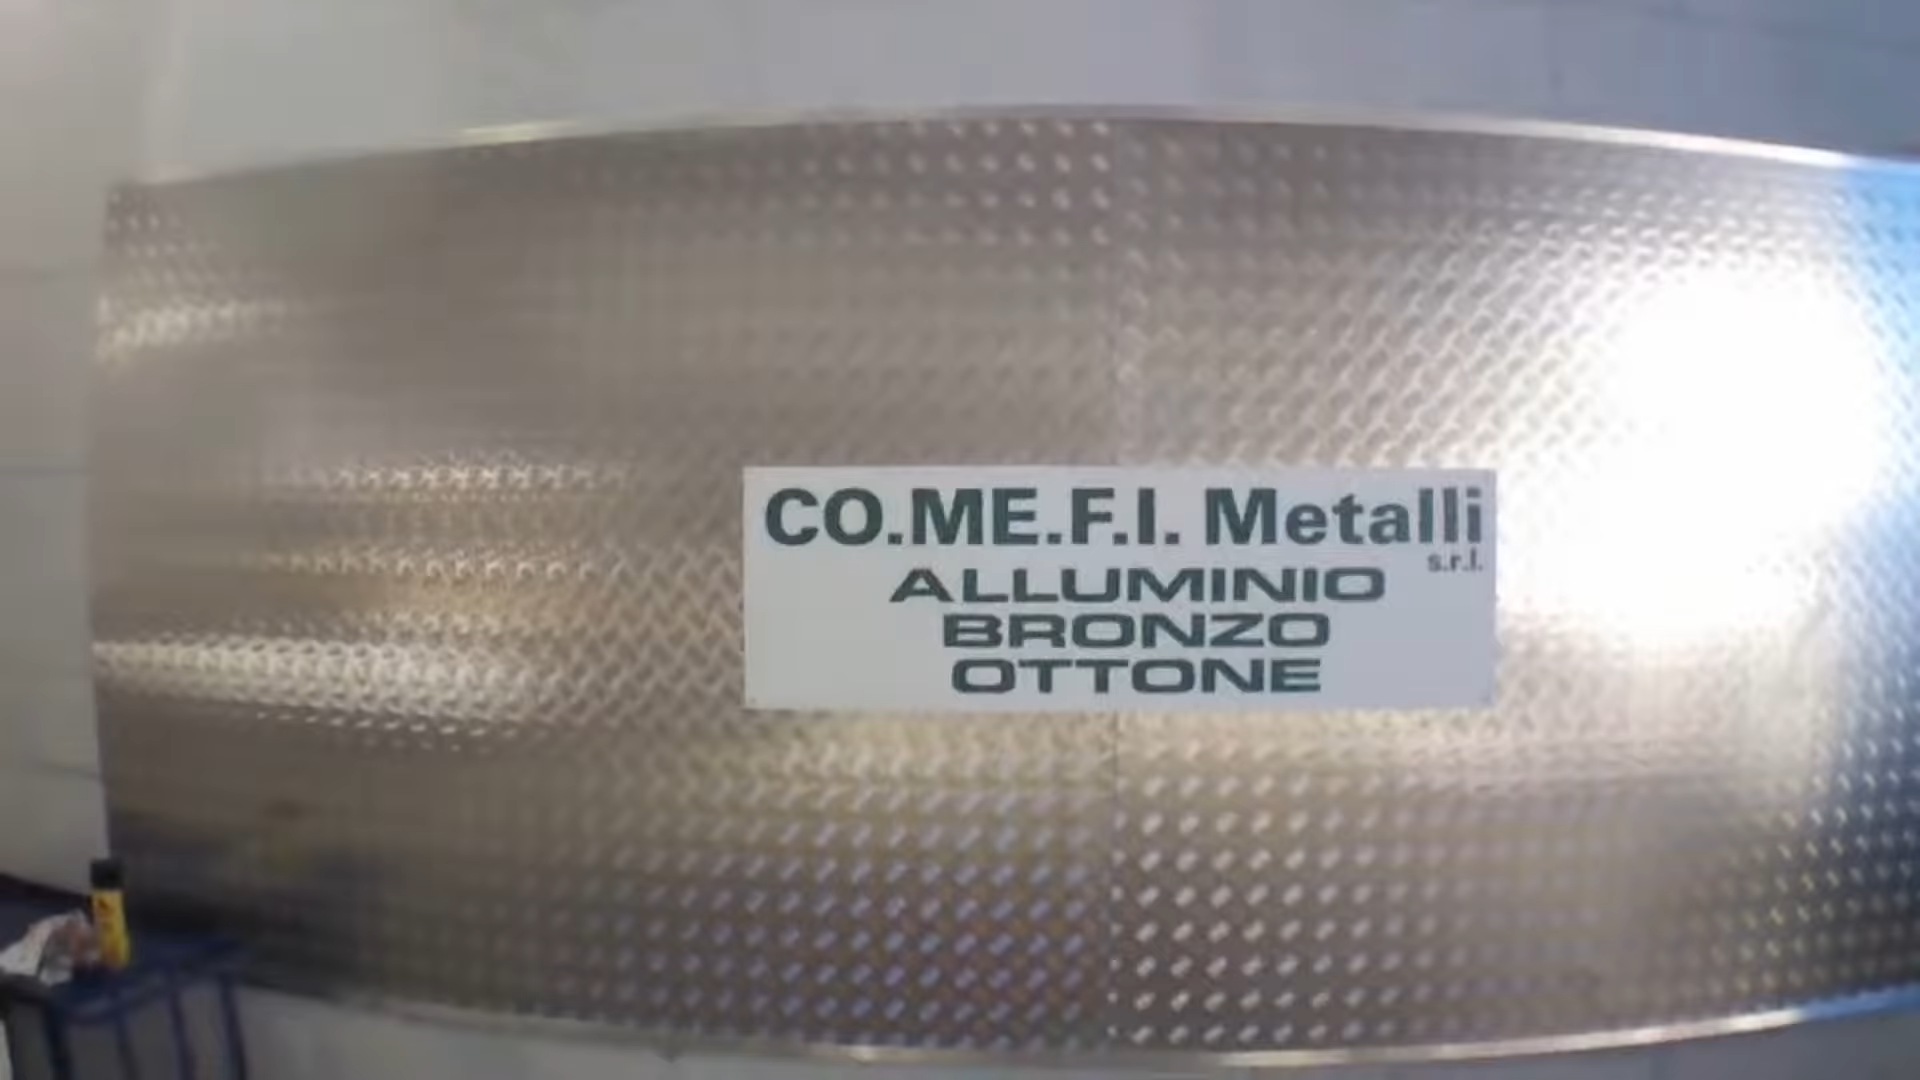 CO.ME.F.I. Metalli
s.r.l.
ALLUMINIO
BRONZO
OTTONE